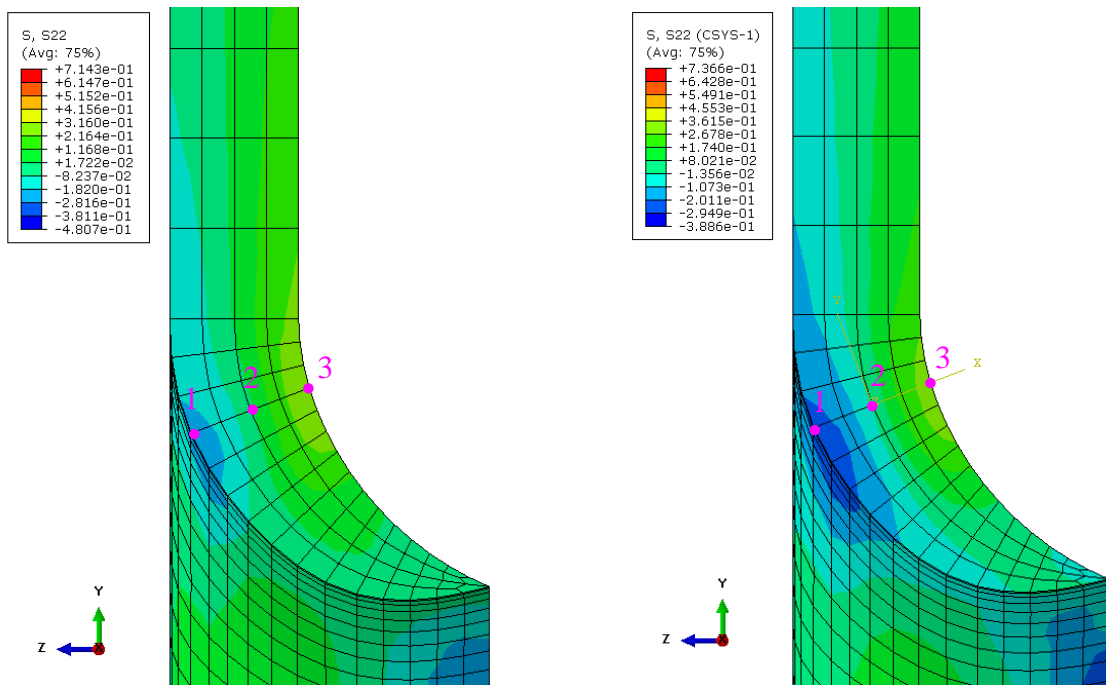 S, S22
(Avg: 75%)
+7.143e-01
+6.147e-01
+5.152e-01
+4.156e-01
+3.160e-01
+2.164e-01
+1.168e-01
+1.722e-02
-8.237e-02
-1.820e-01
-2.816e-01
-3.811e-01
-4.807e-01
1
2
3
Y
Z
X
S, S22 (CSYS-1)
(Avg: 75%)
+7.366e-01
+6.428e-01
+5.491e-01
+4.553e-01
+3.615e-01
+2.678e-01
+1.740e-01
+8.021e-02
-1.356e-02
-1.073e-01
-2.011e-01
-2.949e-01
-3.886e-01
Y
X
1
2
3
Y
Z
X